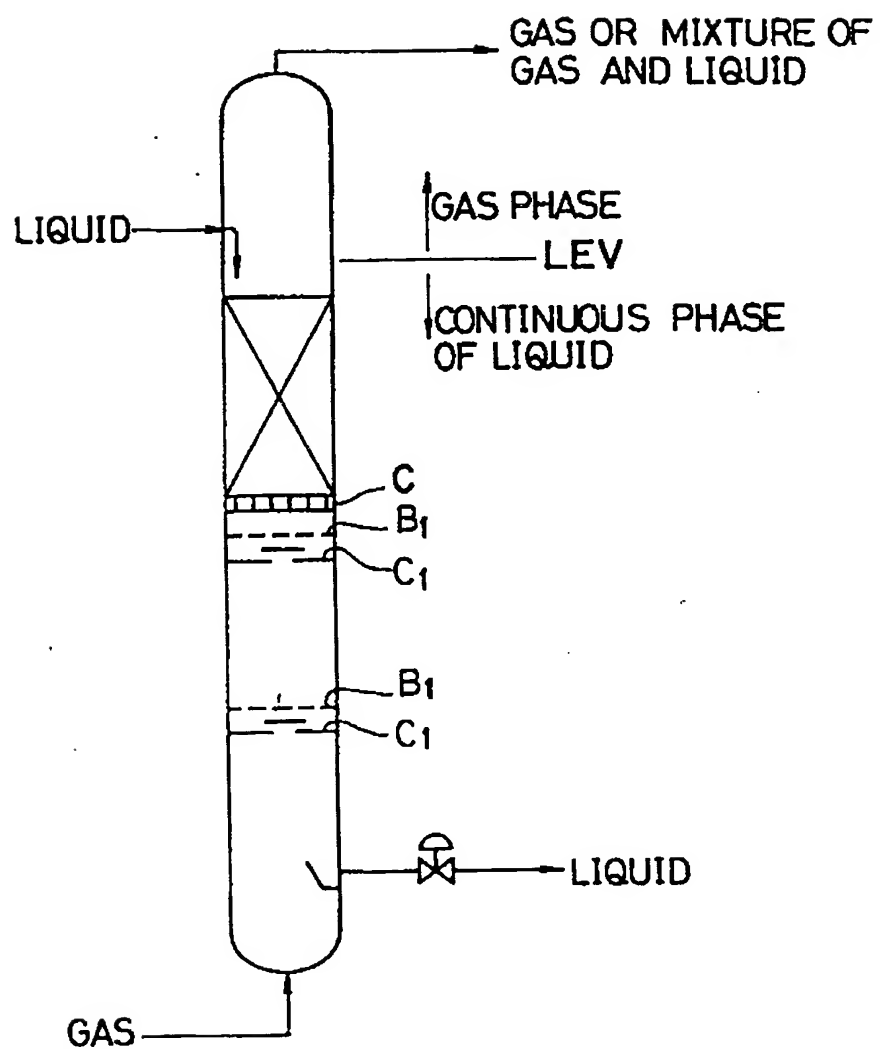 GAS OR MIXTURE OF
GAS AND LIQUID
GAS PHASE
LIQUID
LEV
CONTINUOUS PHASE
OF LIQUID
C
B1
C1
B1
C1
LIQUID
GAS